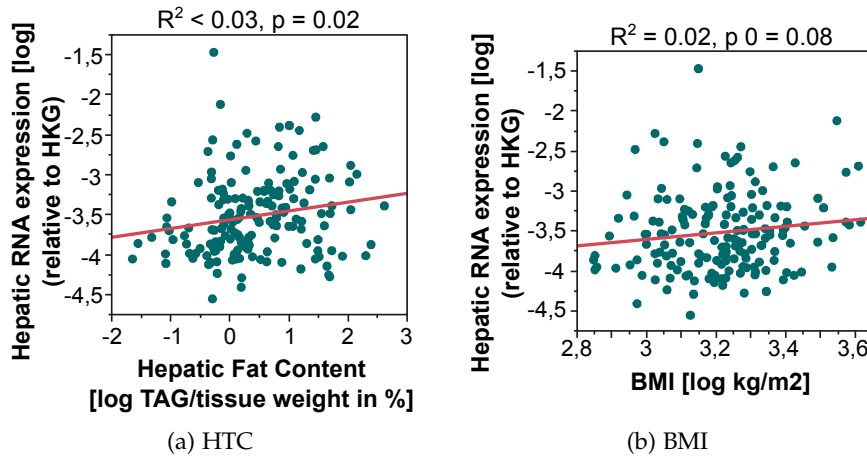 R² < 0.03, p = 0.02
Hepatic RNA expression [log]
(relative to HKG)
-1,5
-2
-2,5
-3
-3,5
-4
-4,5
-2
-1
0
1
2
3
Hepatic Fat Content
[log TAG/tissue weight in %]
(a) HTC
R² = 0.02, p 0 = 0.08
Hepatic RNA expression [log]
(relative to HKG)
-1,5
-2
-2,5
-3
-3,5
-4
-4,5
2,8
3
3,2
3,4
3,6
BMI [log kg/m2]
(b) BMI